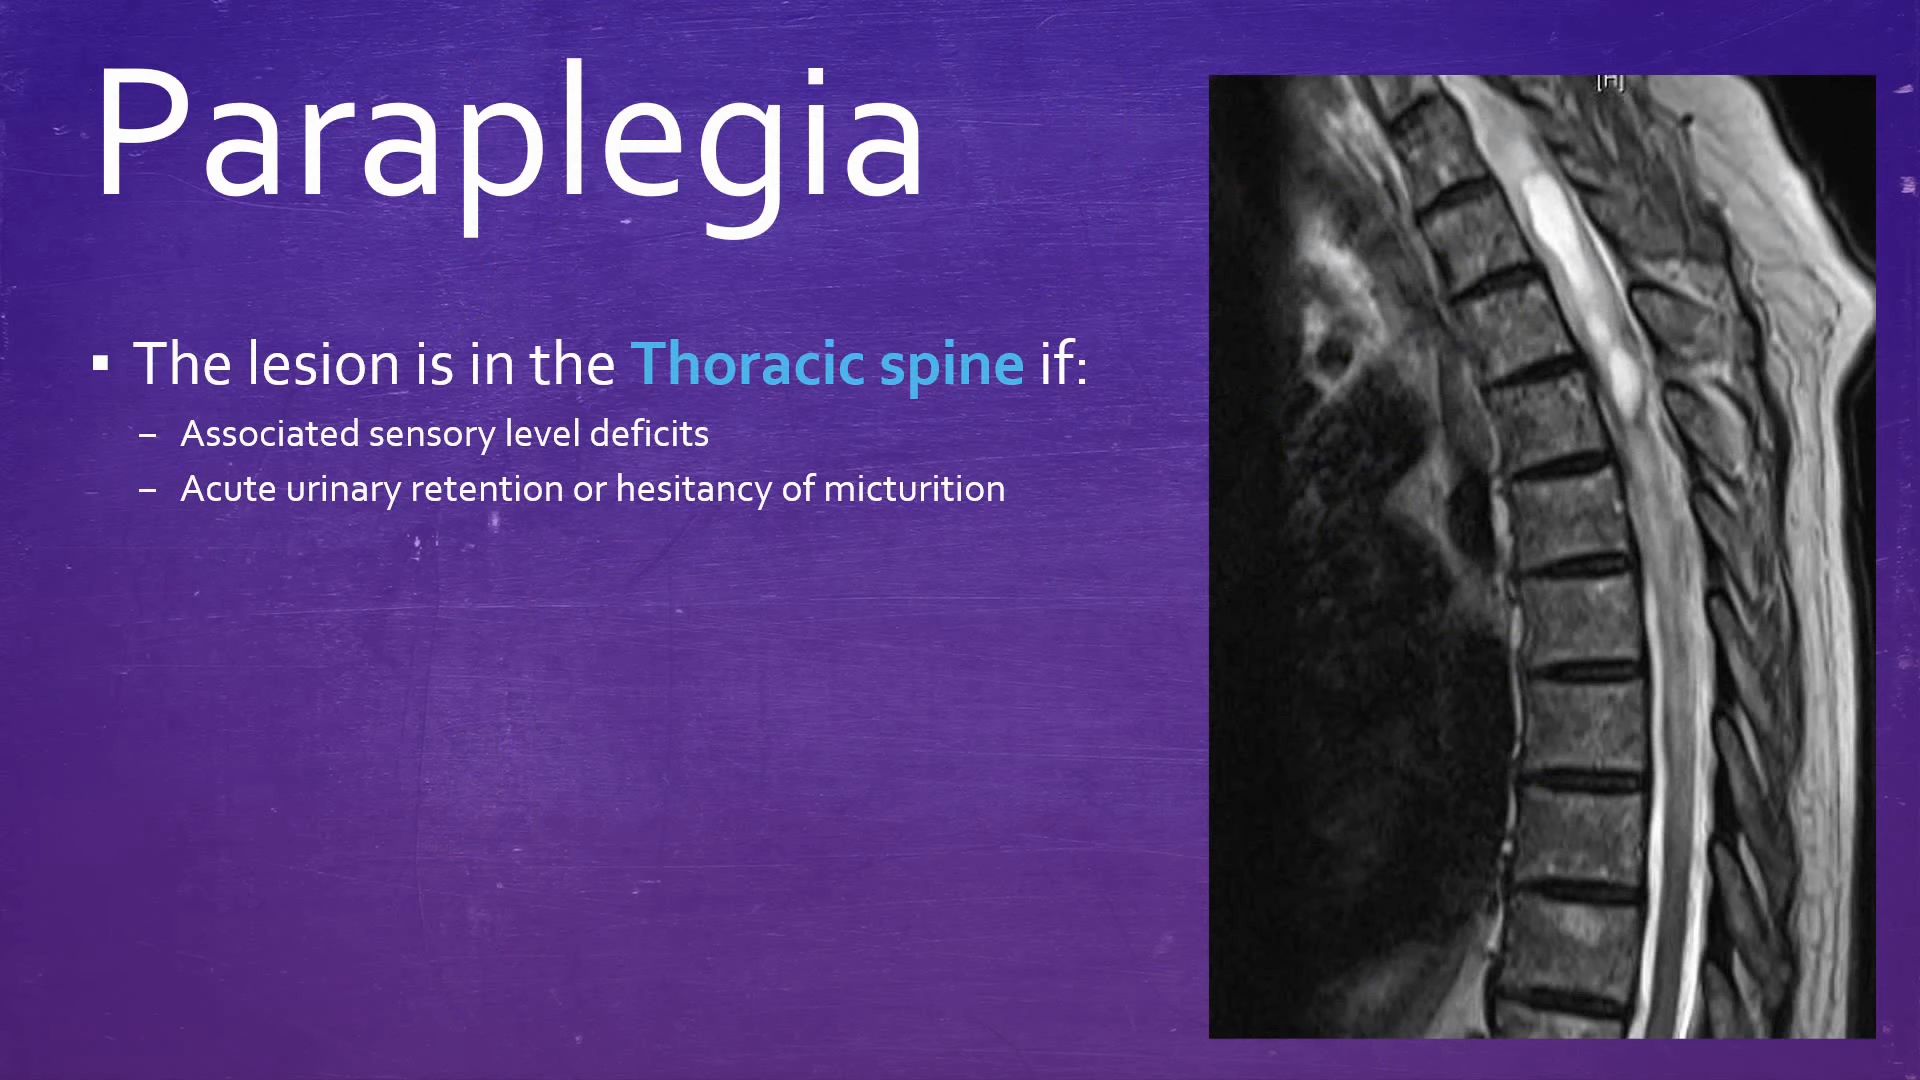 Paraplegia
[H]
▪ The lesion is in the Thoracic spine if:
– Associated sensory level deficits
– Acute urinary retention or hesitancy of micturition